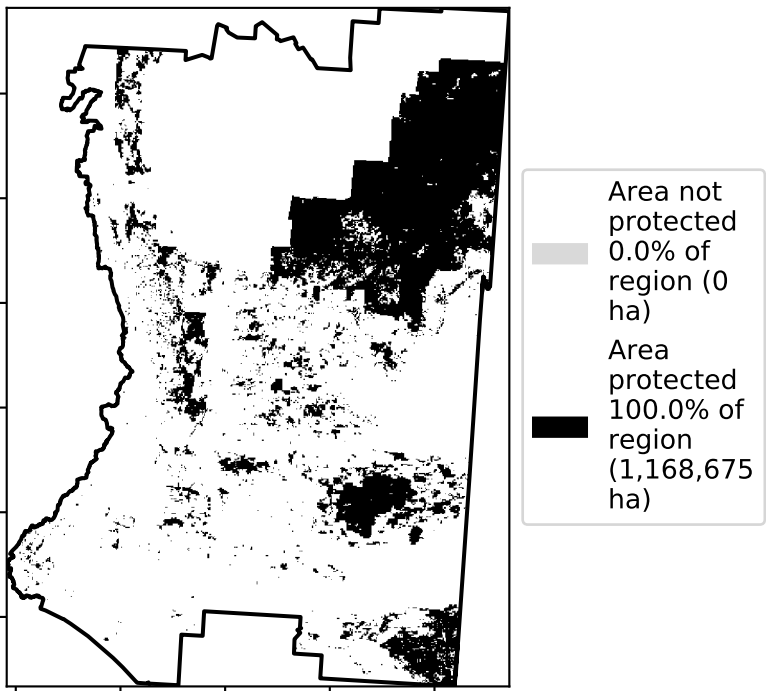 Area not
protected
0.0% of
region (0
ha)
Area
protected
100.0% of
region
(1,168,675
ha)